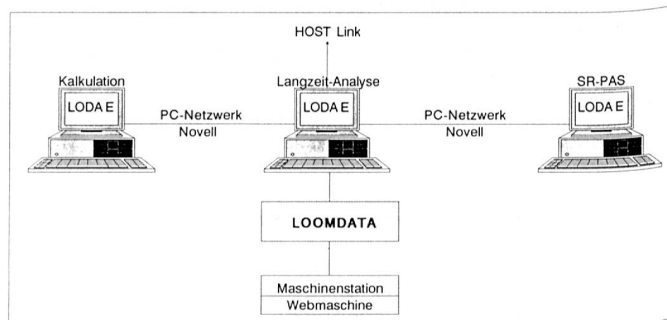 HOST Link
Kalkulation
Langzeit-Analyse
SR-PAS
LODA E
LODA E
LODA E
PC-Netzwerk
Novell
PC-Netzwerk
Novell
LOOMDATA
Maschinenstation
Webmaschine